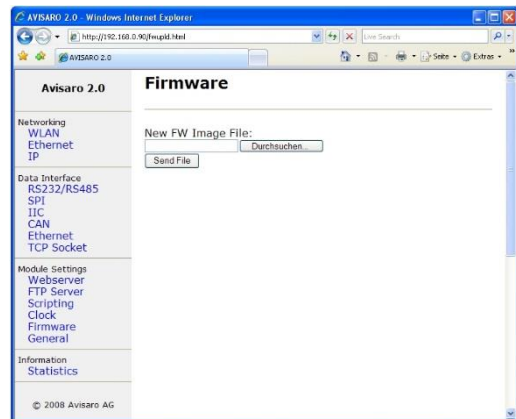 AVISARO 2.0 - Windows Internet Explorer
http://192.168.0.90/fwupld.html
Live Search
AVISARO 2.0
Seite
Extras
»
Avisaro 2.0
Networking
WLAN
Ethernet
IP
Data Interface
RS232/RS485
SPI
IIC
CAN
Ethernet
TCP Socket
Module Settings
Webserver
FTP Server
Scripting
Clock
Firmware
General
Information
Statistics
© 2008 Avisaro AG
Firmware
New FW Image File:
Durchsuchen...
Send File